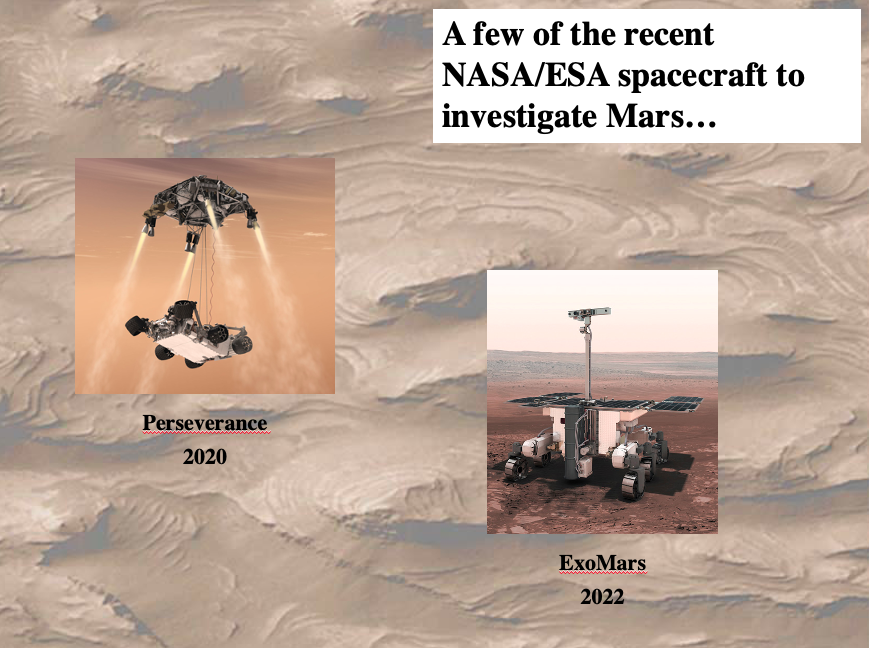 A few of the recent
NASA/ESA spacecraft to
investigate Mars…
Perseverance
2020
ExoMars
2022